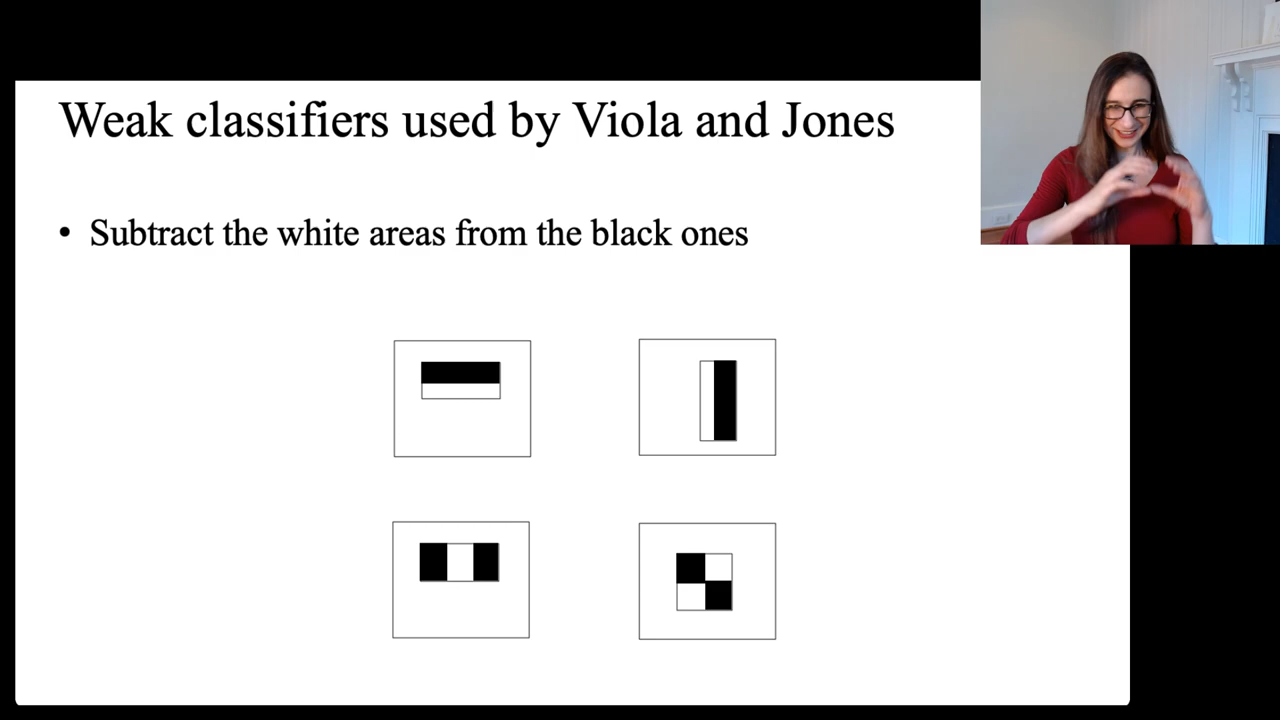 Weak classifiers used by Viola and Jones
• Subtract the white areas from the black ones